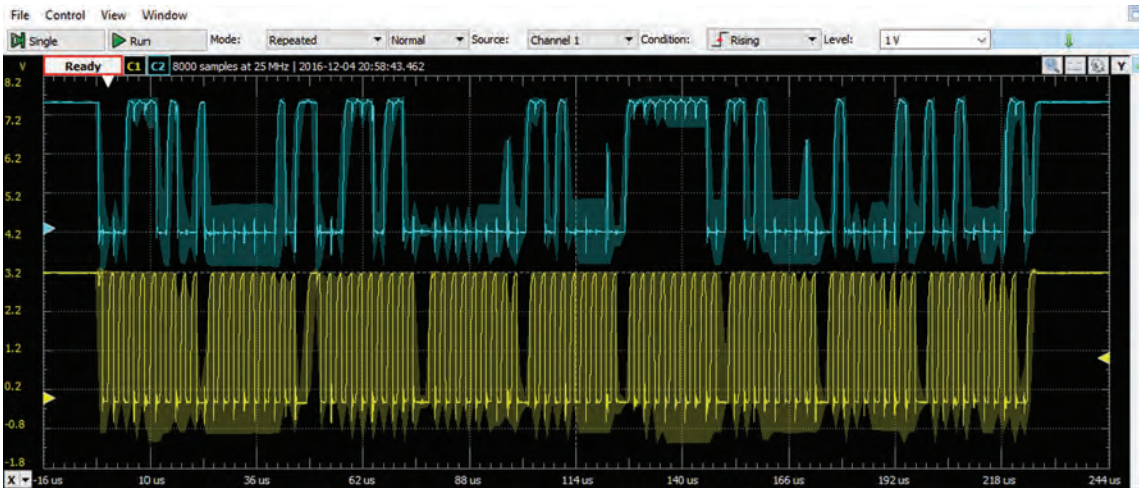 File Control View Window
Single Run Mode: Repeated Normal Source: Channel 1 Condition: Rising Level: 1 V
V Ready C1 C2 8000 samples at 25 MHz | 2016-12-04 20:58:43.462 Y
8.2
7.2
6.2
5.2
4.2
3.2
2.2
1.2
0.2
-0.8
-1.8
X -16 us 10 us 36 us 62 us 88 us 114 us 140 us 166 us 192 us 218 us 244 us